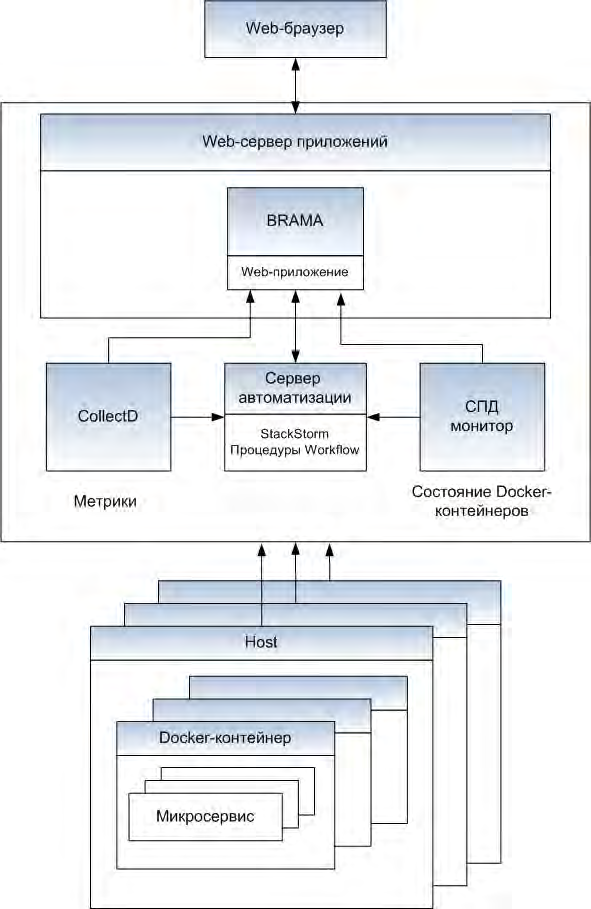 Web-браузер
Web-сервер приложений
BRAMA
Web-приложение
CollectD
Сервер
автоматизации
StackStorm
Процедуры Workflow
СПД
монитор
Метрики
Состояние Docker-
контейнеров
Host
Docker-контейнер
Микросервис